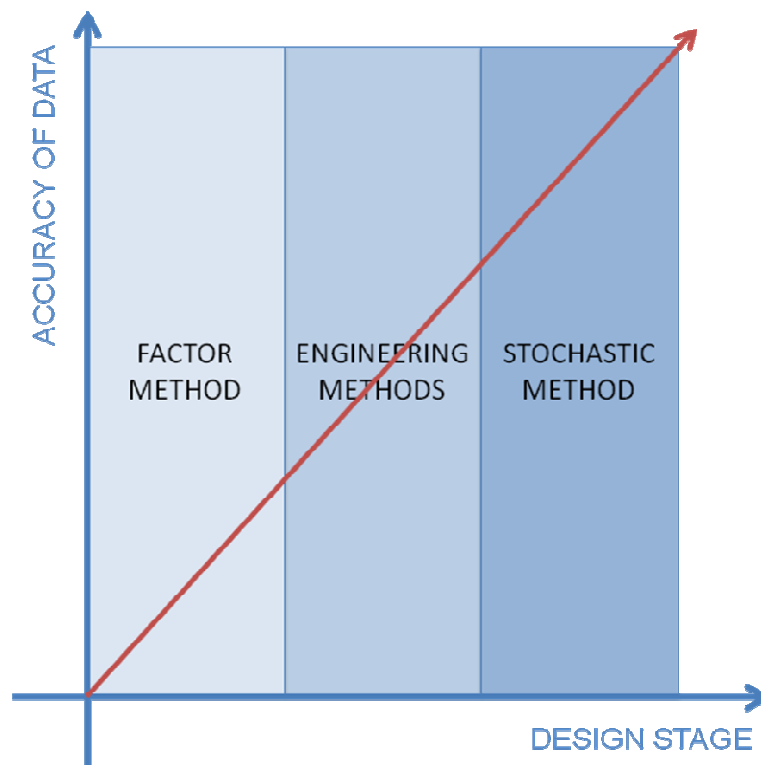 ACCURACY OF DATA
FACTOR
METHOD
ENGINEERING
METHODS
STOCHASTIC
METHOD
DESIGN STAGE